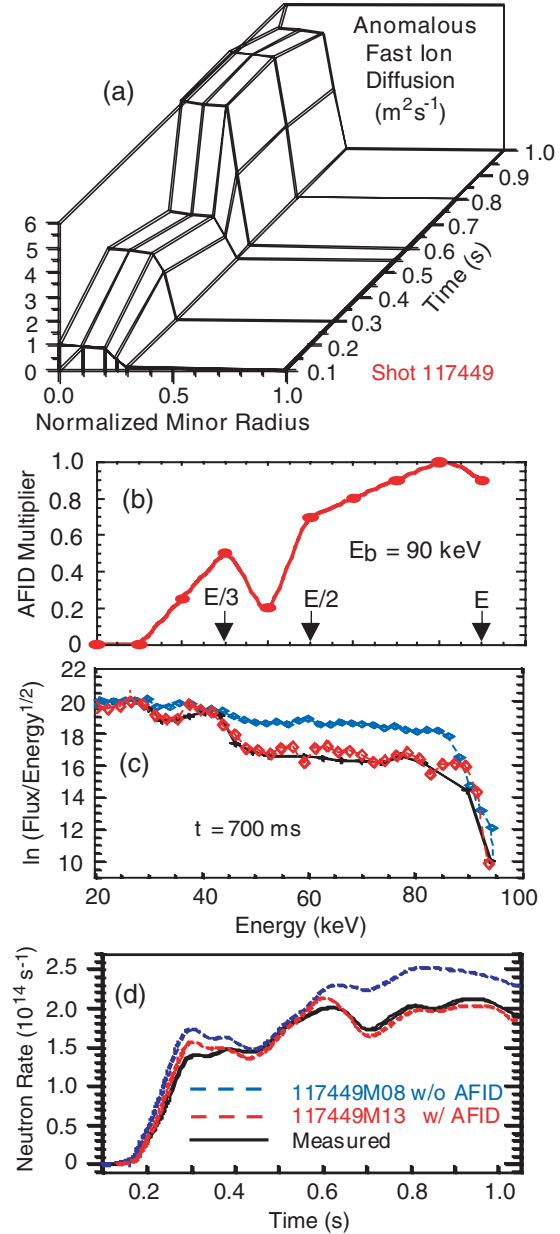 Anomalous
Fast Ion
Diffusion
(m²s⁻¹)
(a)
6
5
4
3
2
1
0
0.0
0.5
1.0
Normalized Minor Radius
0.1
0.2
0.3
0.4
0.5
0.6
0.7
0.8
0.9
1.0
Time (s)
Shot 117449
(b)
AFID Multiplier
1.0
0.8
0.6
0.4
0.2
0
E_b = 90 keV
E/3
E/2
E
(c)
ln (Flux/Energy^1/2)
22
20
18
16
14
12
10
t = 700 ms
20
40
60
80
100
Energy (keV)
(d)
Neutron Rate (10¹⁴ s⁻¹)
2.5
2.0
1.5
1.0
0.5
0
117449M08 w/o AFID
117449M13 w/ AFID
Measured
0.2
0.4
0.6
0.8
1.0
Time (s)